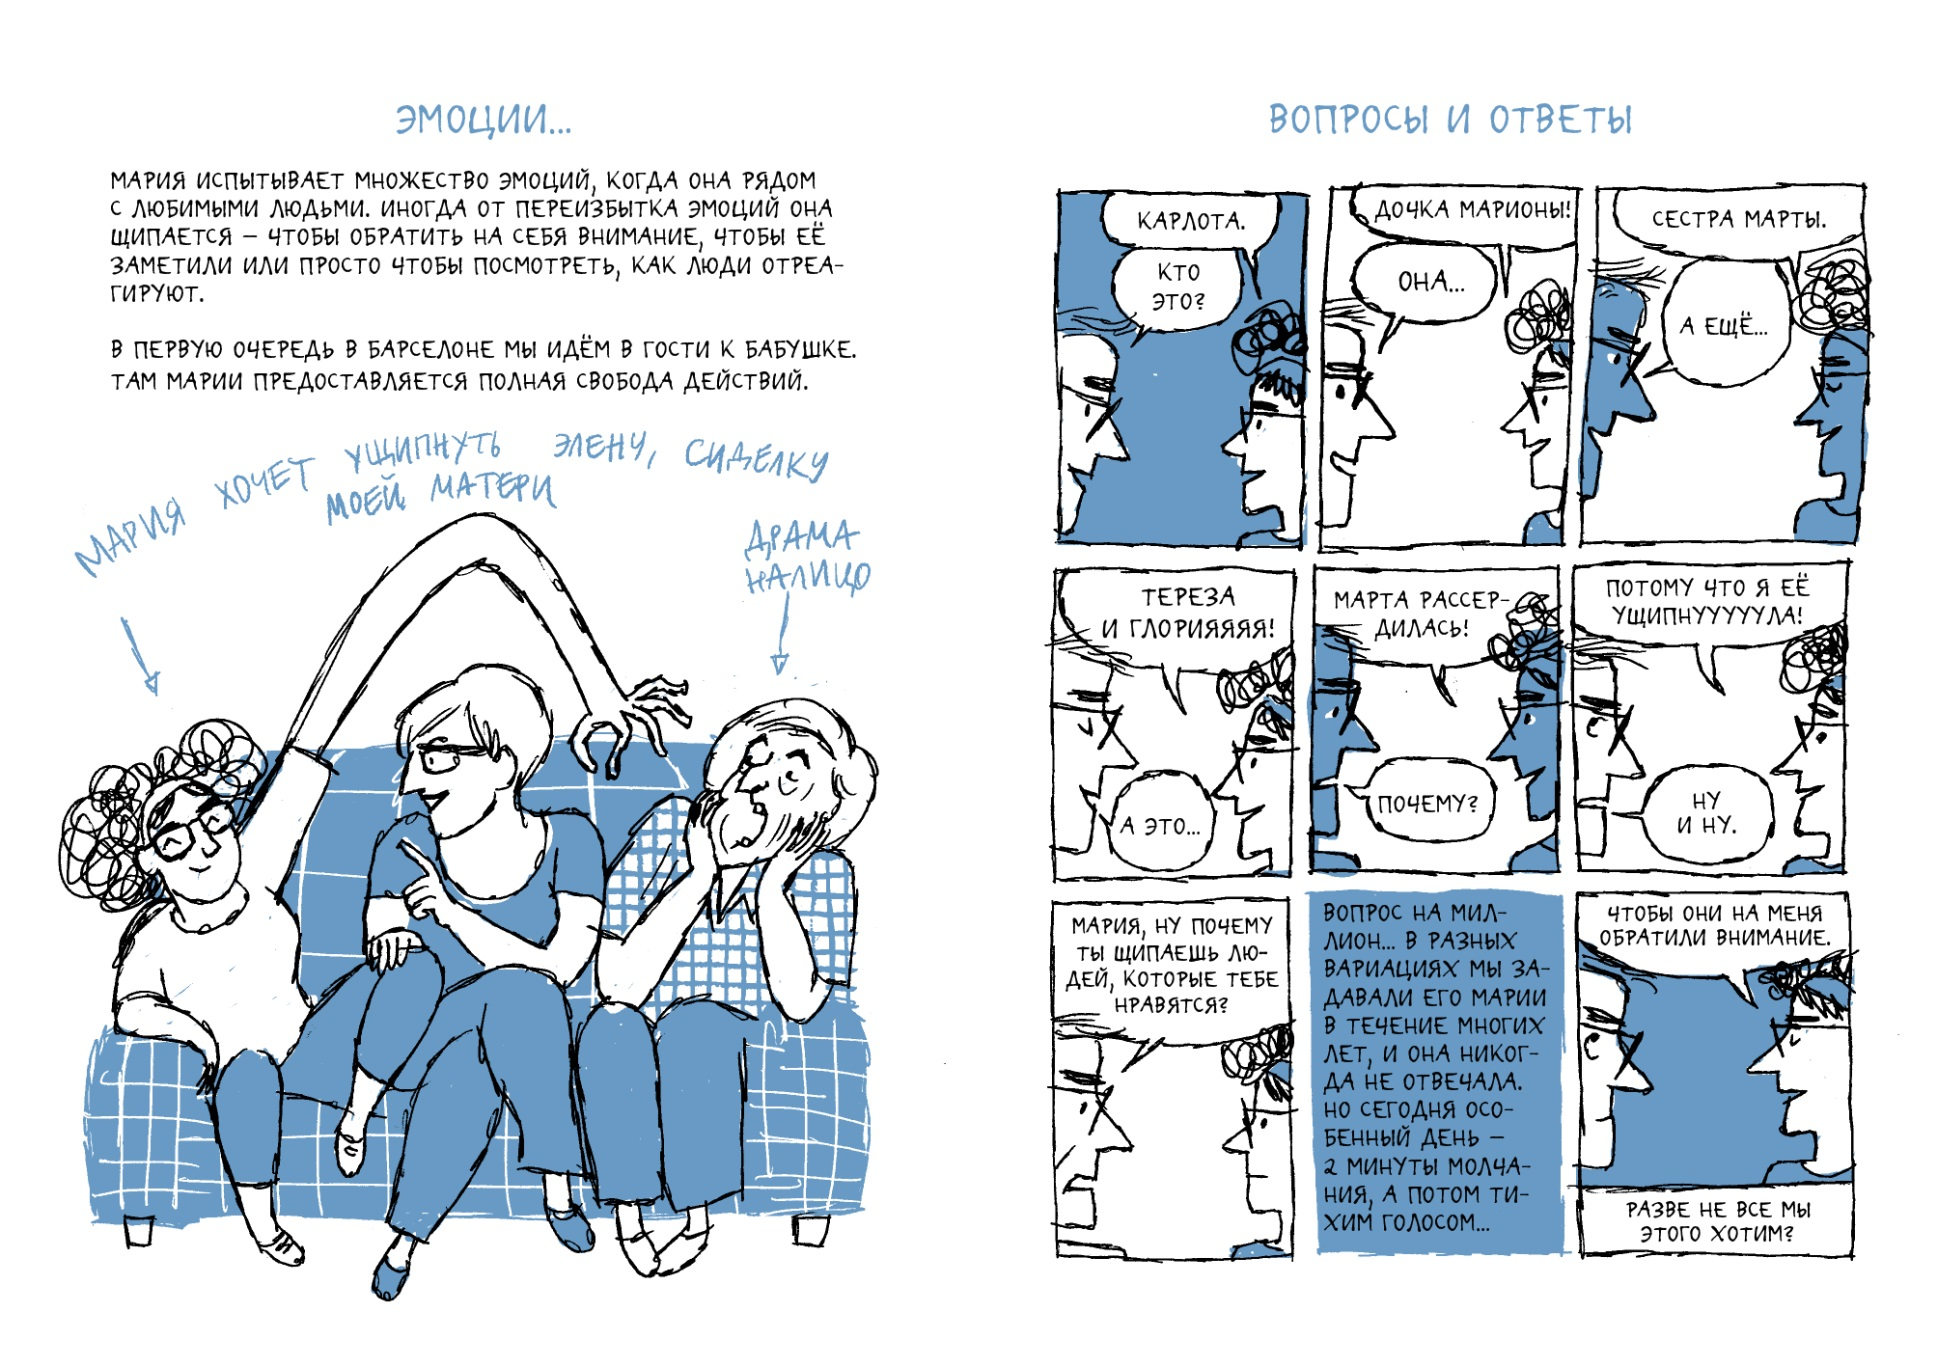 ЭМОЦИИ...
МАРИЯ ИСПЫТЫВАЕТ МНОЖЕСТВО ЭМОЦИЙ, КОГДА ОНА РЯДОМ
С ЛЮБИМЫМИ ЛЮДЬМИ. ИНОГДА ОТ ПЕРЕИЗБЫТКА ЭМОЦИЙ ОНА
ЩИПАЕТСЯ – ЧТОБЫ ОБРАТИТЬ НА СЕБЯ ВНИМАНИЕ, ЧТОБЫ ЕЁ
ЗАМЕТИЛИ ИЛИ ПРОСТО ЧТОБЫ ПОСМОТРЕТЬ, КАК ЛЮДИ ОТРЕА-
ГИРУЮТ.
В ПЕРВУЮ ОЧЕРЕДЬ В БАРСЕЛОНЕ МЫ ИДЁМ В ГОСТИ К БАБУШКЕ.
ТАМ МАРИИ ПРЕДОСТАВЛЯЕТСЯ ПОЛНАЯ СВОБОДА ДЕЙСТВИЙ.
МАРИЯ ХОЧЕТ УЩИПНУТЬ ЭЛЕНУ, СИДЕЛКУ
МОЕЙ МАТЕРИ
ДРАМА
НАЛИЦО
ВОПРОСЫ И ОТВЕТЫ
КАРЛОТА.
КТО
ЭТО?
ДОЧКА МАРИОНЫ!
ОНА...
СЕСТРА МАРТЫ.
А ЕЩЁ...
ТЕРЕЗА
И ГЛОРИЯЯЯЯ!
А ЭТО...
МАРТА РАССЕР-
ДИЛАСЬ!
ПОЧЕМУ?
ПОТОМУ ЧТО Я ЕЁ
УЩИПНУУУУУЛА!
НУ
И НУ.
МАРИЯ, НУ ПОЧЕМУ
ТЫ ЩИПАЕШЬ ЛЮ-
ДЕЙ, КОТОРЫЕ ТЕБЕ
НРАВЯТСЯ?
ВОПРОС НА МИЛ-
ЛИОН... В РАЗНЫХ
ВАРИАЦИЯХ МЫ ЗА-
ДАВАЛИ ЕГО МАРИИ
В ТЕЧЕНИЕ МНОГИХ
ЛЕТ, И ОНА НИКОГ-
ДА НЕ ОТВЕЧАЛА.
НО СЕГОДНЯ ОСО-
БЕННЫЙ ДЕНЬ –
2 МИНУТЫ МОЛЧА-
НИЯ, А ПОТОМ ТИ-
ХИМ ГОЛОСОМ...
ЧТОБЫ ОНИ НА МЕНЯ
ОБРАТИЛИ ВНИМАНИЕ.
РАЗВЕ НЕ ВСЕ МЫ
ЭТОГО ХОТИМ?